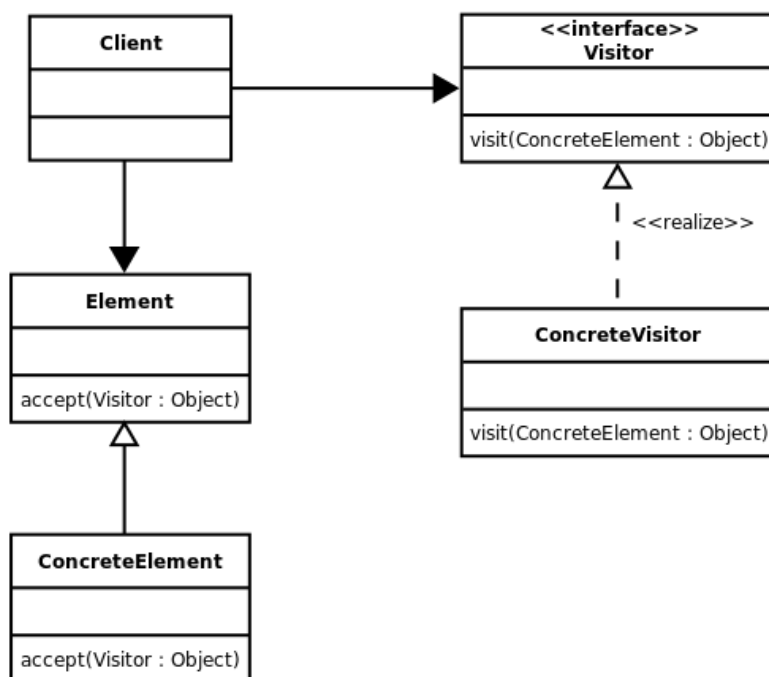 Client
<<interface>>
Visitor
visit(ConcreteElement : Object)
<<realize>>
Element
accept(Visitor : Object)
ConcreteVisitor
visit(ConcreteElement : Object)
ConcreteElement
accept(Visitor : Object)